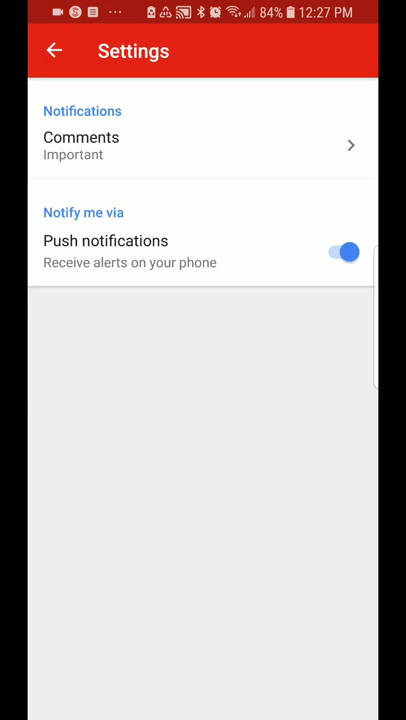 84% 12:27 PM
Settings
Notifications
Comments
Important
Notify me via
Push notifications
Receive alerts on your phone